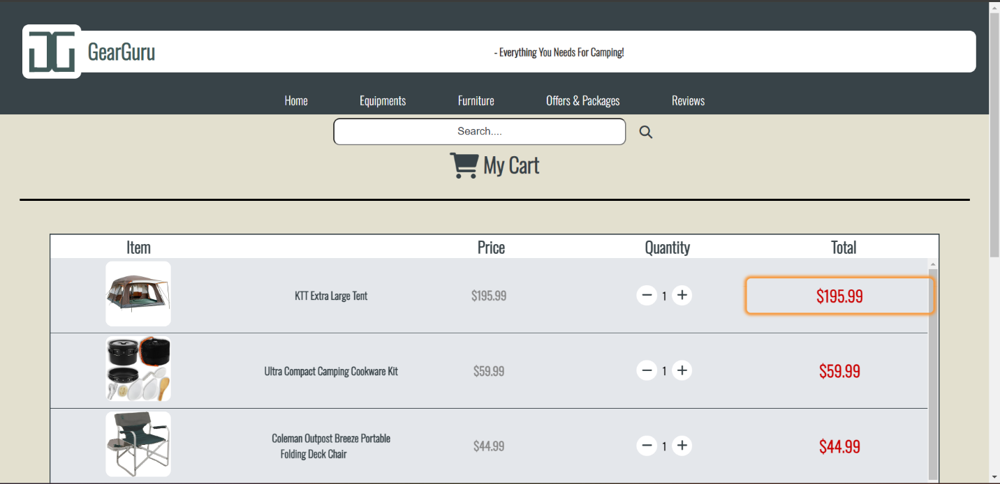 GearGuru
- Everything You Needs For Camping!
Home Equipments Furniture Offers & Packages Reviews
Search....
My Cart
Item Price Quantity Total
KTT Extra Large Tent $195.99 1 $195.99
Ultra Compact Camping Cookware Kit $59.99 1 $59.99
Coleman Outpost Breeze Portable
Folding Deck Chair $44.99 1 $44.99